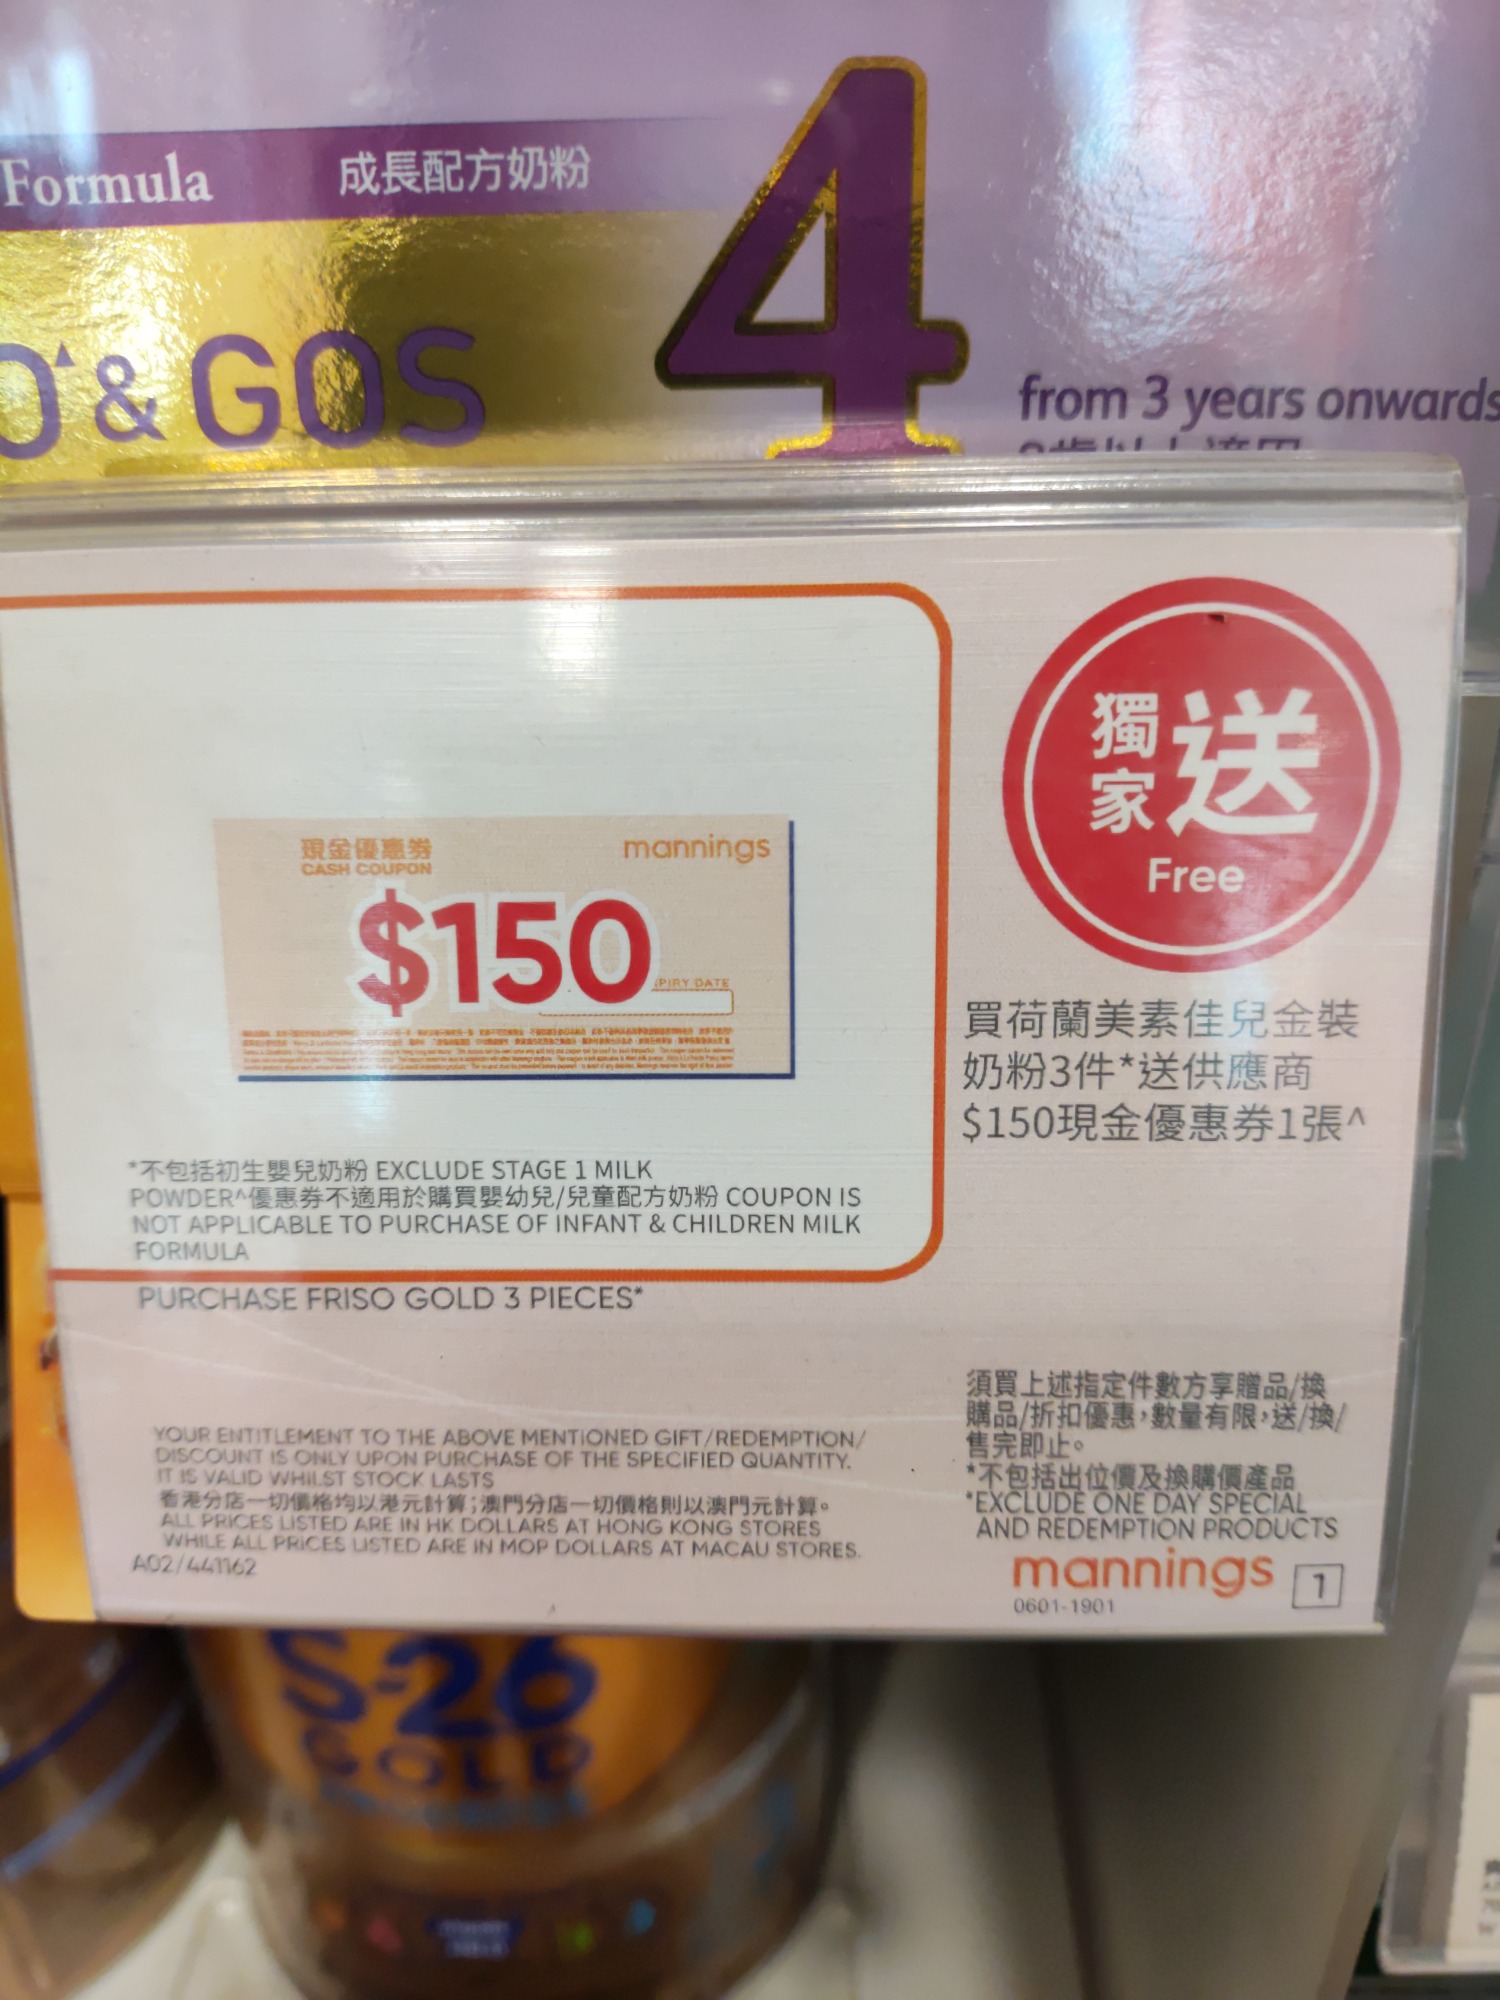 Formula 成長配方奶粉
& GOS
4
from 3 years onwards
獨家
送
Free
現金優惠券
CASH COUPON
mannings
$150
PIRY DATE
買荷蘭美素佳兒金裝
奶粉3件*送供應商
$150現金優惠券1張^
*不包括初生嬰兒奶粉 EXCLUDE STAGE 1 MILK
POWDER^優惠券不適用於購買嬰幼兒/兒童配方奶粉 COUPON IS
NOT APPLICABLE TO PURCHASE OF INFANT & CHILDREN MILK
FORMULA
PURCHASE FRISO GOLD 3 PIECES*
YOUR ENTITLEMENT TO THE ABOVE MENTIONED GIFT/REDEMPTION/
DISCOUNT IS ONLY UPON PURCHASE OF THE SPECIFIED QUANTITY.
IT IS VALID WHILST STOCK LASTS
香港分店一切價格均以港元計算;澳門分店一切價格則以澳門元計算。
ALL PRICES LISTED ARE IN HK DOLLARS AT HONG KONG STORES
WHILE ALL PRICES LISTED ARE IN MOP DOLLARS AT MACAU STORES.
A02/441162
須買上述指定件數方享贈品/換
購品/折扣優惠,數量有限,送/換/
售完即止。
*不包括出位價及換購價產品
*EXCLUDE ONE DAY SPECIAL
AND REDEMPTION PRODUCTS
mannings 1
0601-1901
S-26
GOLD